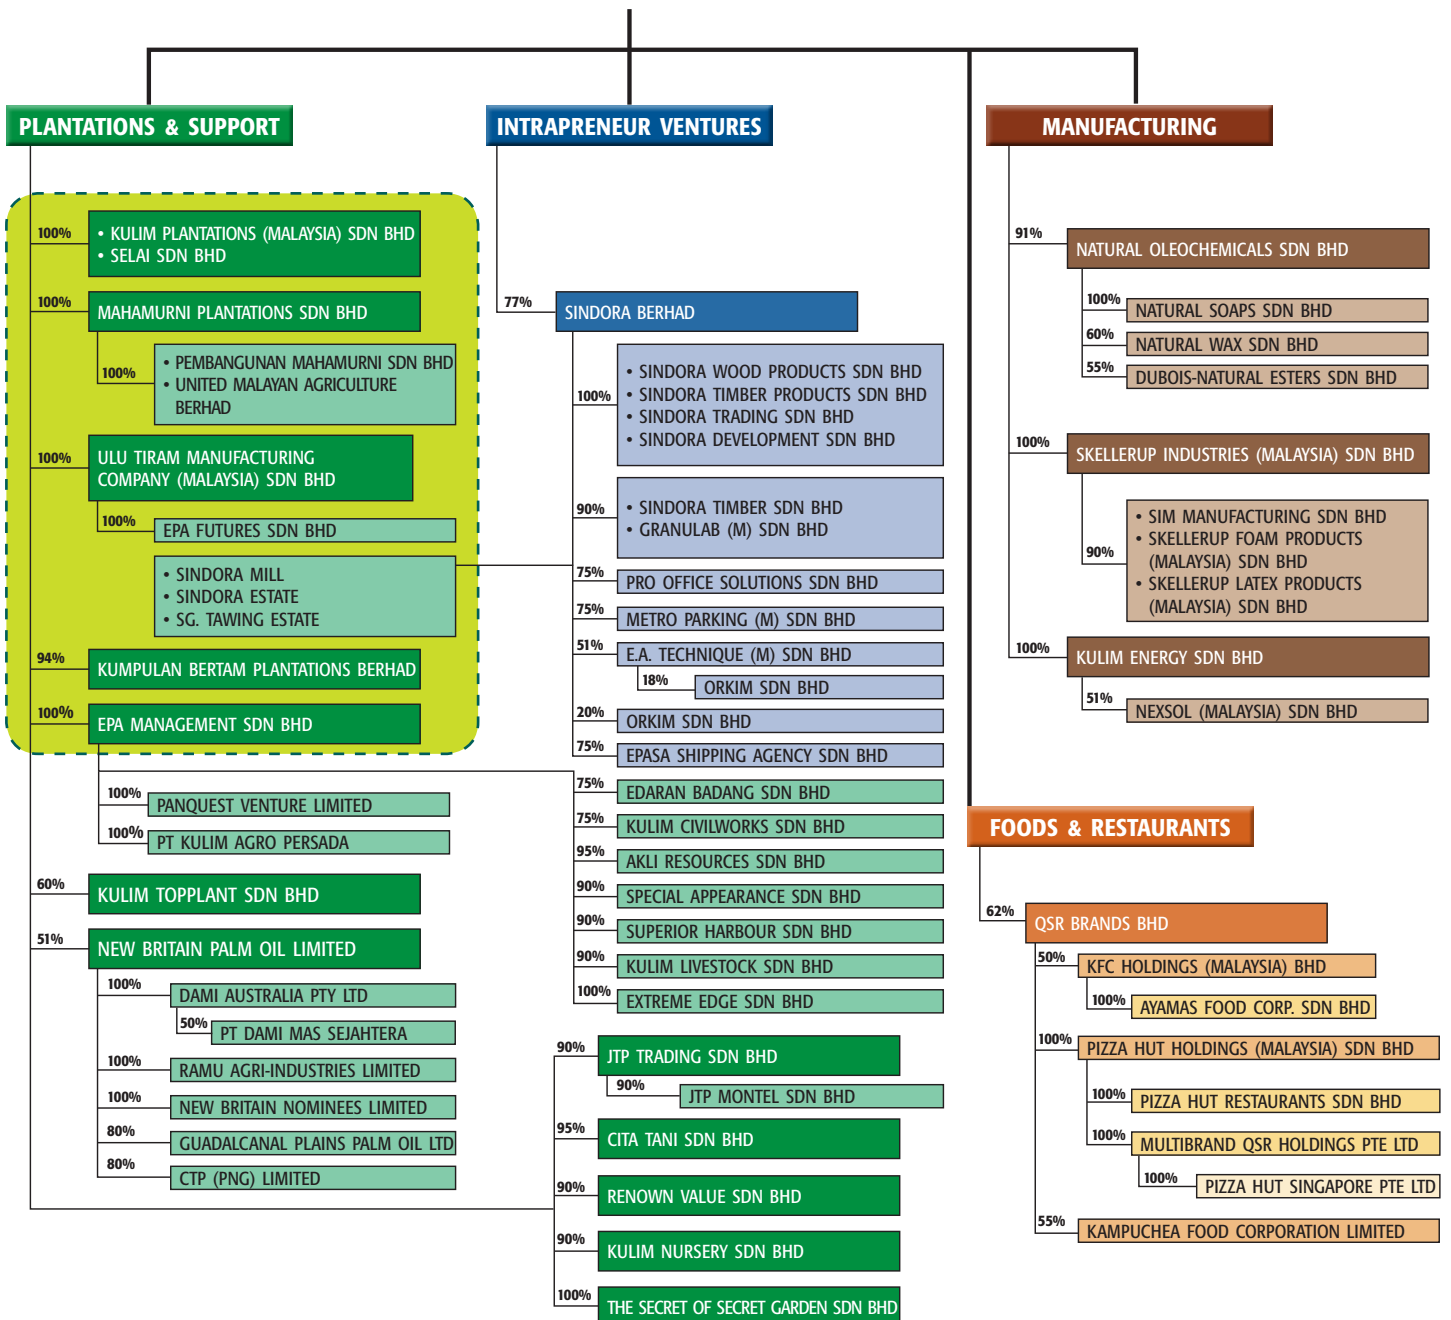 PLANTATIONS & SUPPORT
100%
• KULIM PLANTATIONS (MALAYSIA) SDN BHD
• SELAI SDN BHD
100%
MAHAMURNI PLANTATIONS SDN BHD
100%
• PEMBANGUNAN MAHAMURNI SDN BHD
• UNITED MALAYAN AGRICULTURE
BERHAD
100%
ULU TIRAM MANUFACTURING
COMPANY (MALAYSIA) SDN BHD
100%
EPA FUTURES SDN BHD
• SINDORA MILL
• SINDORA ESTATE
• SG. TAWING ESTATE
94%
KUMPULAN BERTAM PLANTATIONS BERHAD
100%
EPA MANAGEMENT SDN BHD
100%
PANQUEST VENTURE LIMITED
100%
PT KULIM AGRO PERSADA
60%
KULIM TOPPLANT SDN BHD
51%
NEW BRITAIN PALM OIL LIMITED
100%
DAMI AUSTRALIA PTY LTD
50%
PT DAMI MAS SEJAHTERA
100%
RAMU AGRI-INDUSTRIES LIMITED
100%
NEW BRITAIN NOMINEES LIMITED
80%
GUADALCANAL PLAINS PALM OIL LTD
80%
CTP (PNG) LIMITED
INTRAPRENEUR VENTURES
77%
SINDORA BERHAD
100%
• SINDORA WOOD PRODUCTS SDN BHD
• SINDORA TIMBER PRODUCTS SDN BHD
• SINDORA TRADING SDN BHD
• SINDORA DEVELOPMENT SDN BHD
90%
• SINDORA TIMBER SDN BHD
• GRANULAB (M) SDN BHD
75%
PRO OFFICE SOLUTIONS SDN BHD
75%
METRO PARKING (M) SDN BHD
51%
E.A. TECHNIQUE (M) SDN BHD
18%
ORKIM SDN BHD
20%
ORKIM SDN BHD
75%
EPASA SHIPPING AGENCY SDN BHD
75%
EDARAN BADANG SDN BHD
75%
KULIM CIVILWORKS SDN BHD
95%
AKLI RESOURCES SDN BHD
90%
SPECIAL APPEARANCE SDN BHD
90%
SUPERIOR HARBOUR SDN BHD
90%
KULIM LIVESTOCK SDN BHD
100%
EXTREME EDGE SDN BHD
90%
JTP TRADING SDN BHD
90%
JTP MONTEL SDN BHD
95%
CITA TANI SDN BHD
90%
RENOWN VALUE SDN BHD
90%
KULIM NURSERY SDN BHD
100%
THE SECRET OF SECRET GARDEN SDN BHD
MANUFACTURING
91%
NATURAL OLEOCHEMICALS SDN BHD
100%
NATURAL SOAPS SDN BHD
60%
NATURAL WAX SDN BHD
55%
DUBOIS-NATURAL ESTERS SDN BHD
100%
SKELLERUP INDUSTRIES (MALAYSIA) SDN BHD
90%
• SIM MANUFACTURING SDN BHD
• SKELLERUP FOAM PRODUCTS
(MALAYSIA) SDN BHD
• SKELLERUP LATEX PRODUCTS
(MALAYSIA) SDN BHD
100%
KULIM ENERGY SDN BHD
51%
NEXSOL (MALAYSIA) SDN BHD
FOODS & RESTAURANTS
62%
QSR BRANDS BHD
50%
KFC HOLDINGS (MALAYSIA) BHD
100%
AYAMAS FOOD CORP. SDN BHD
100%
PIZZA HUT HOLDINGS (MALAYSIA) SDN BHD
100%
PIZZA HUT RESTAURANTS SDN BHD
100%
MULTIBRAND QSR HOLDINGS PTE LTD
100%
PIZZA HUT SINGAPORE PTE LTD
55%
KAMPUCHEA FOOD CORPORATION LIMITED